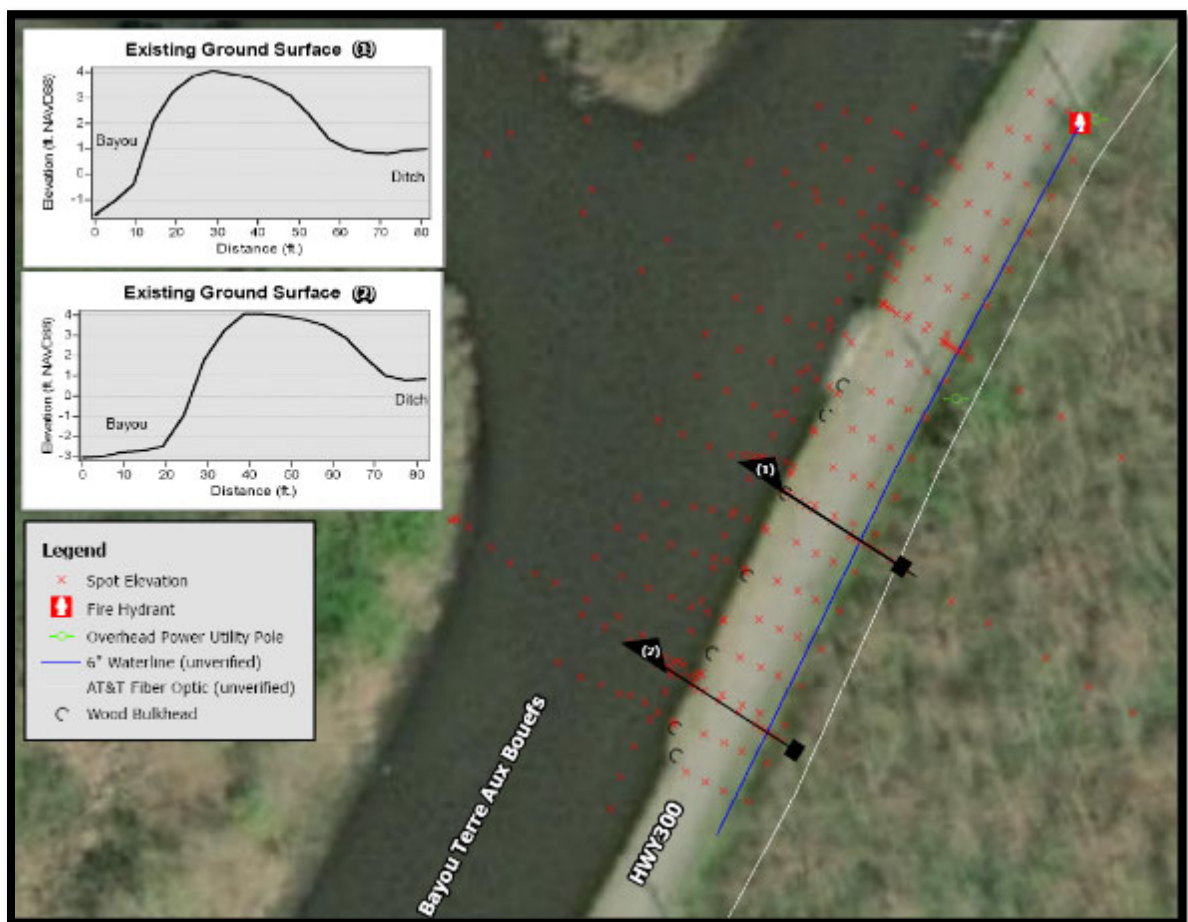 Existing Ground Surface (1)
Elevation (ft. NAVD88)
4
3
2
1
0
-1
Bayou
Ditch
0 10 20 30 40 50 60 70 80
Distance (ft.)
Existing Ground Surface (2)
Elevation (ft. NAVD88)
4
3
2
1
0
-1
-2
-3
Bayou
Ditch
0 10 20 30 40 50 60 70 80
Distance (ft.)
Legend
Spot Elevation
Fire Hydrant
Overhead Power Utility Pole
6" Waterline (unverified)
AT&T Fiber Optic (unverified)
Wood Bulkhead
(1)
(2)
Bayou Terre Aux Bouefs
HWY300